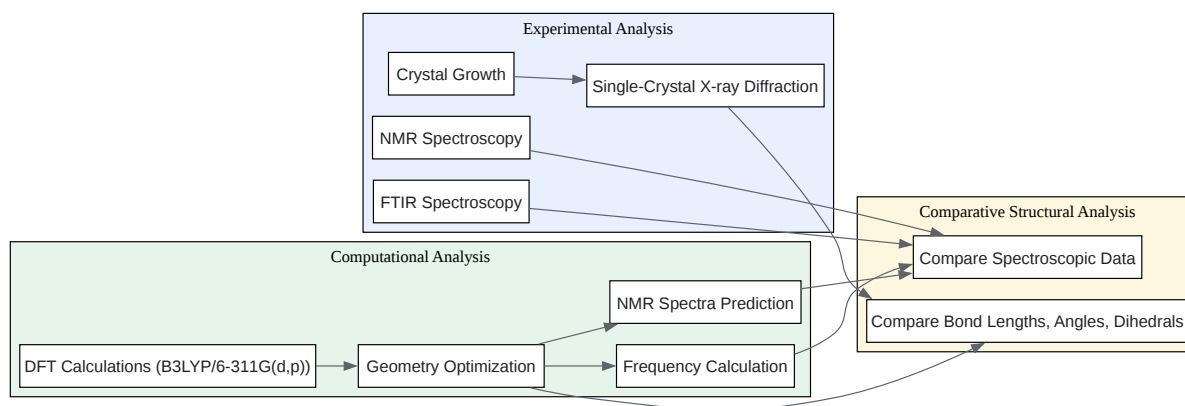 Experimental Analysis
Crystal Growth
Single-Crystal X-ray Diffraction
NMR Spectroscopy
FTIR Spectroscopy
Comparative Structural Analysis
Compare Spectroscopic Data
Compare Bond Lengths, Angles, Dihedrals
Computational Analysis
NMR Spectra Prediction
DFT Calculations (B3LYP/6-311G(d,p))
Geometry Optimization
Frequency Calculation